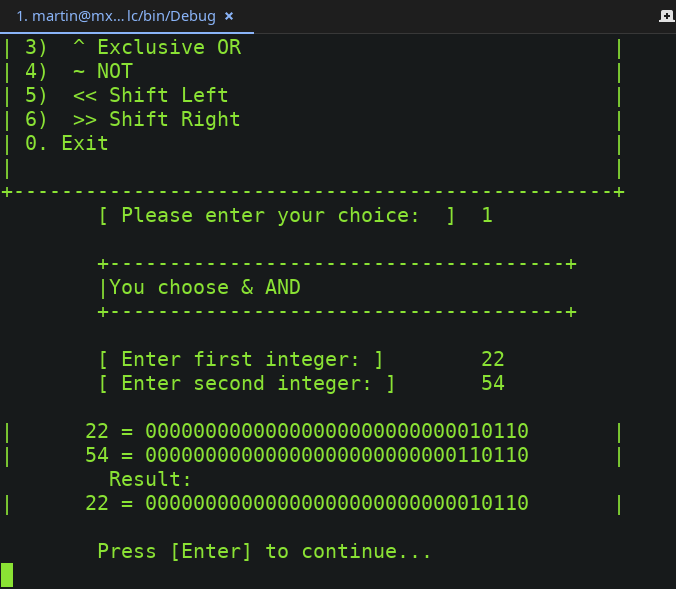 1. martin@mx...lc/bin/Debug ×
| 3)  ^ Exclusive OR |
| 4)  ~ NOT |
| 5)  << Shift Left |
| 6)  >> Shift Right |
| 0. Exit |
| |
+--------------------------------------------------+
[ Please enter your choice:  ]  1
+--------------------------------------+
|You choose & AND
+--------------------------------------+
[ Enter first integer: ]        22
[ Enter second integer: ]       54
|      22 = 00000000000000000000000000010110       |
|      54 = 00000000000000000000000000110110       |
Result:
|      22 = 00000000000000000000000000010110       |
Press [Enter] to continue...